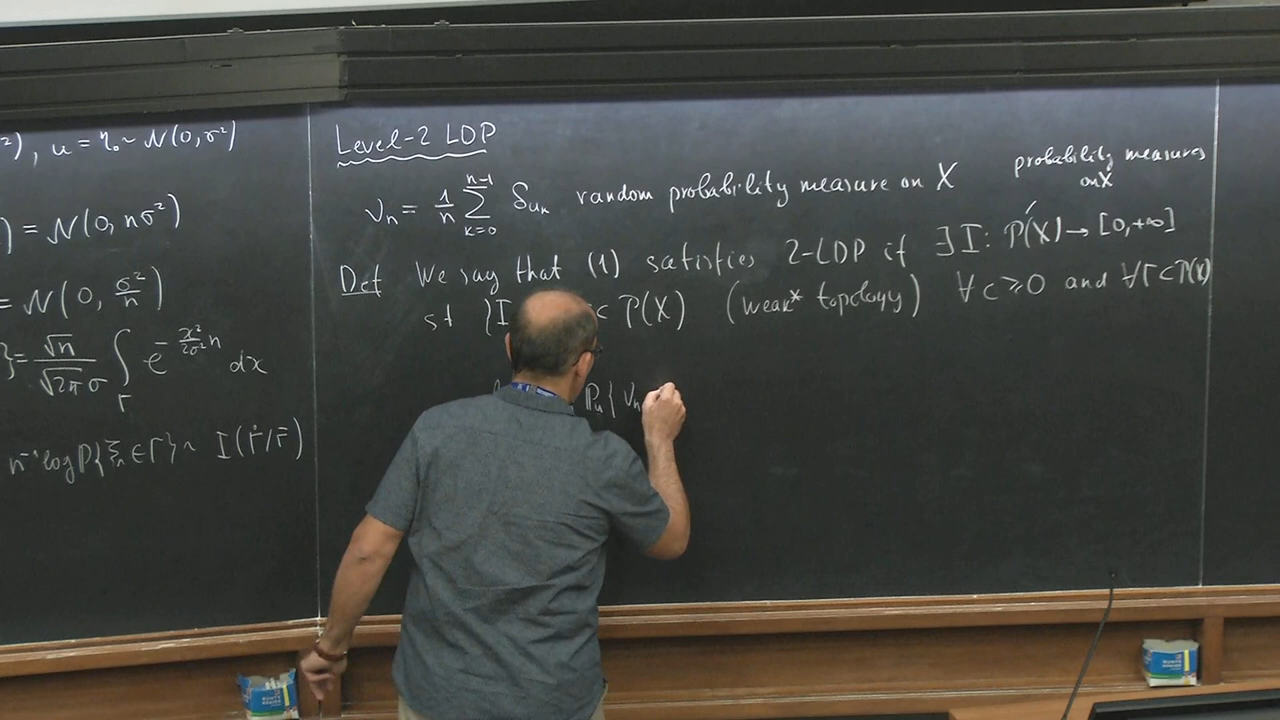 ²), u = η₀ ~ N(0, σ²)
) = N(0, nσ²)
= N(0, σ²/n)
}= √n/√2π σ ∫_Γ e^{-x²/2σ² n} dx
n⁻¹ log P{ξₙ ∈ Γ} ~ I(Γ̇/Γ̄)
Level-2 LDP
νₙ = 1/n ∑_{k=0}^{n-1} δ_{uₖ} random probability measure on X
probability measures
on X
Def We say that (1) satisfies 2-LDP if ∃ I: P(X) → [0,+∞]
st {I ⊂ P(X) (weak* topology) ∀ c ≥ 0 and ∀Γ ⊂ P(X)
Pᵤ{ νₙ